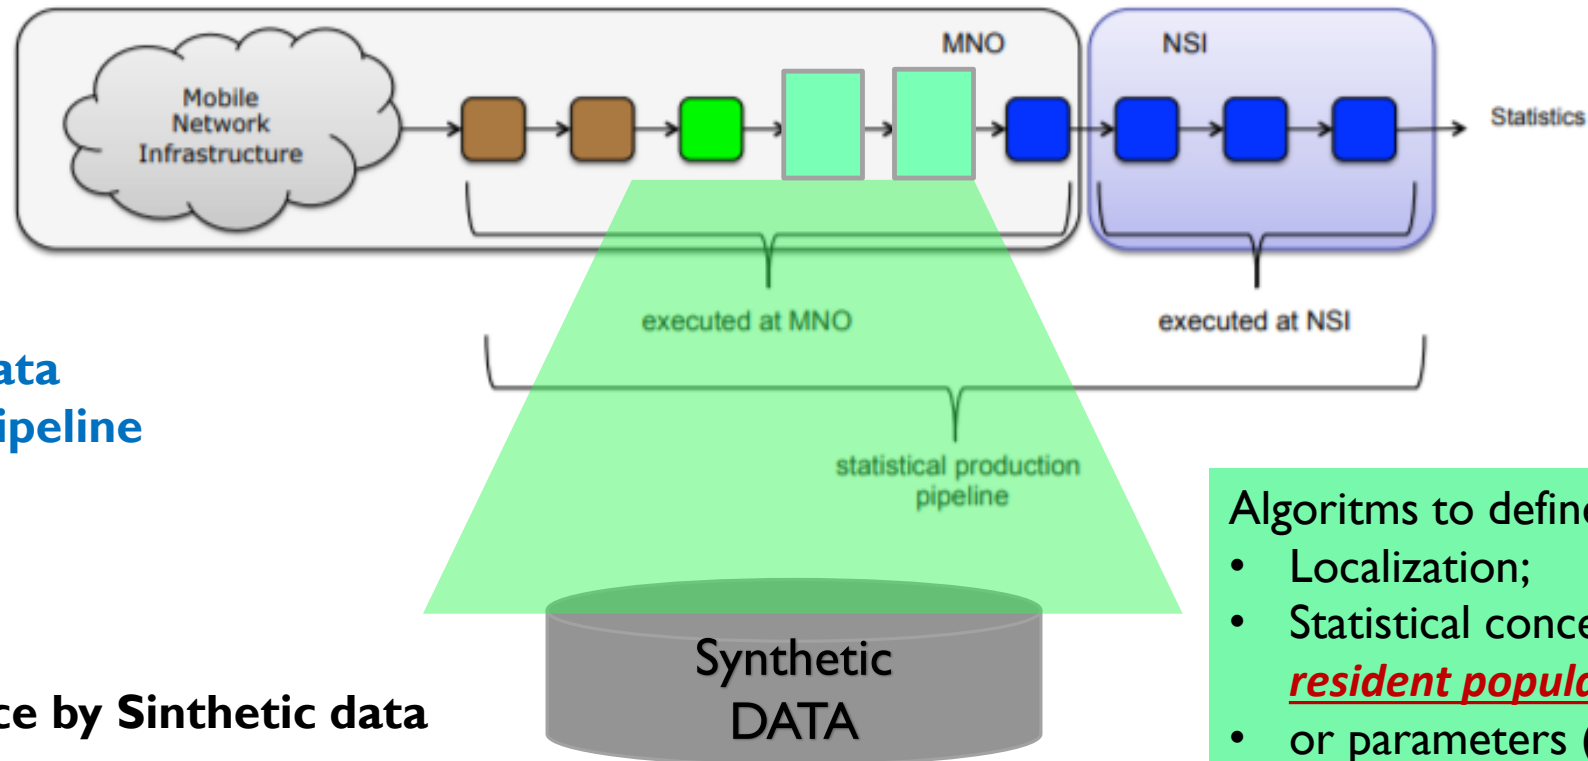 MNO
NSI
Mobile
Network
Infrastructure
Statistics
executed at MNO
executed at NSI
ata
ipeline
statistical production
pipeline
Algoritms to define
• Localization;
• Statistical conce
resident popula
• or parameters (
Synthetic
DATA
ce by Sinthetic data